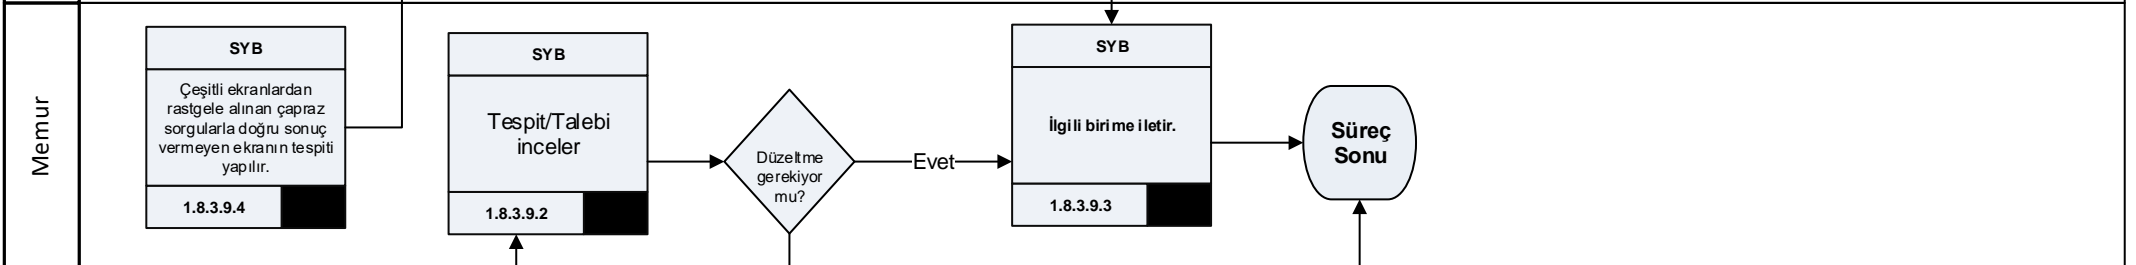 Memur
SYB
Çeşitli ekranlardan
rastgele alınan çapraz
sorgularla doğru sonuç
vermeyen ekranın tespiti
yapılır.
1.8.3.9.4
SYB
Tespit/Talebi
inceler
1.8.3.9.2
Düzeltme
gerekiyor
mu?
Evet
SYB
İlgili birime iletir.
1.8.3.9.3
Süreç
Sonu